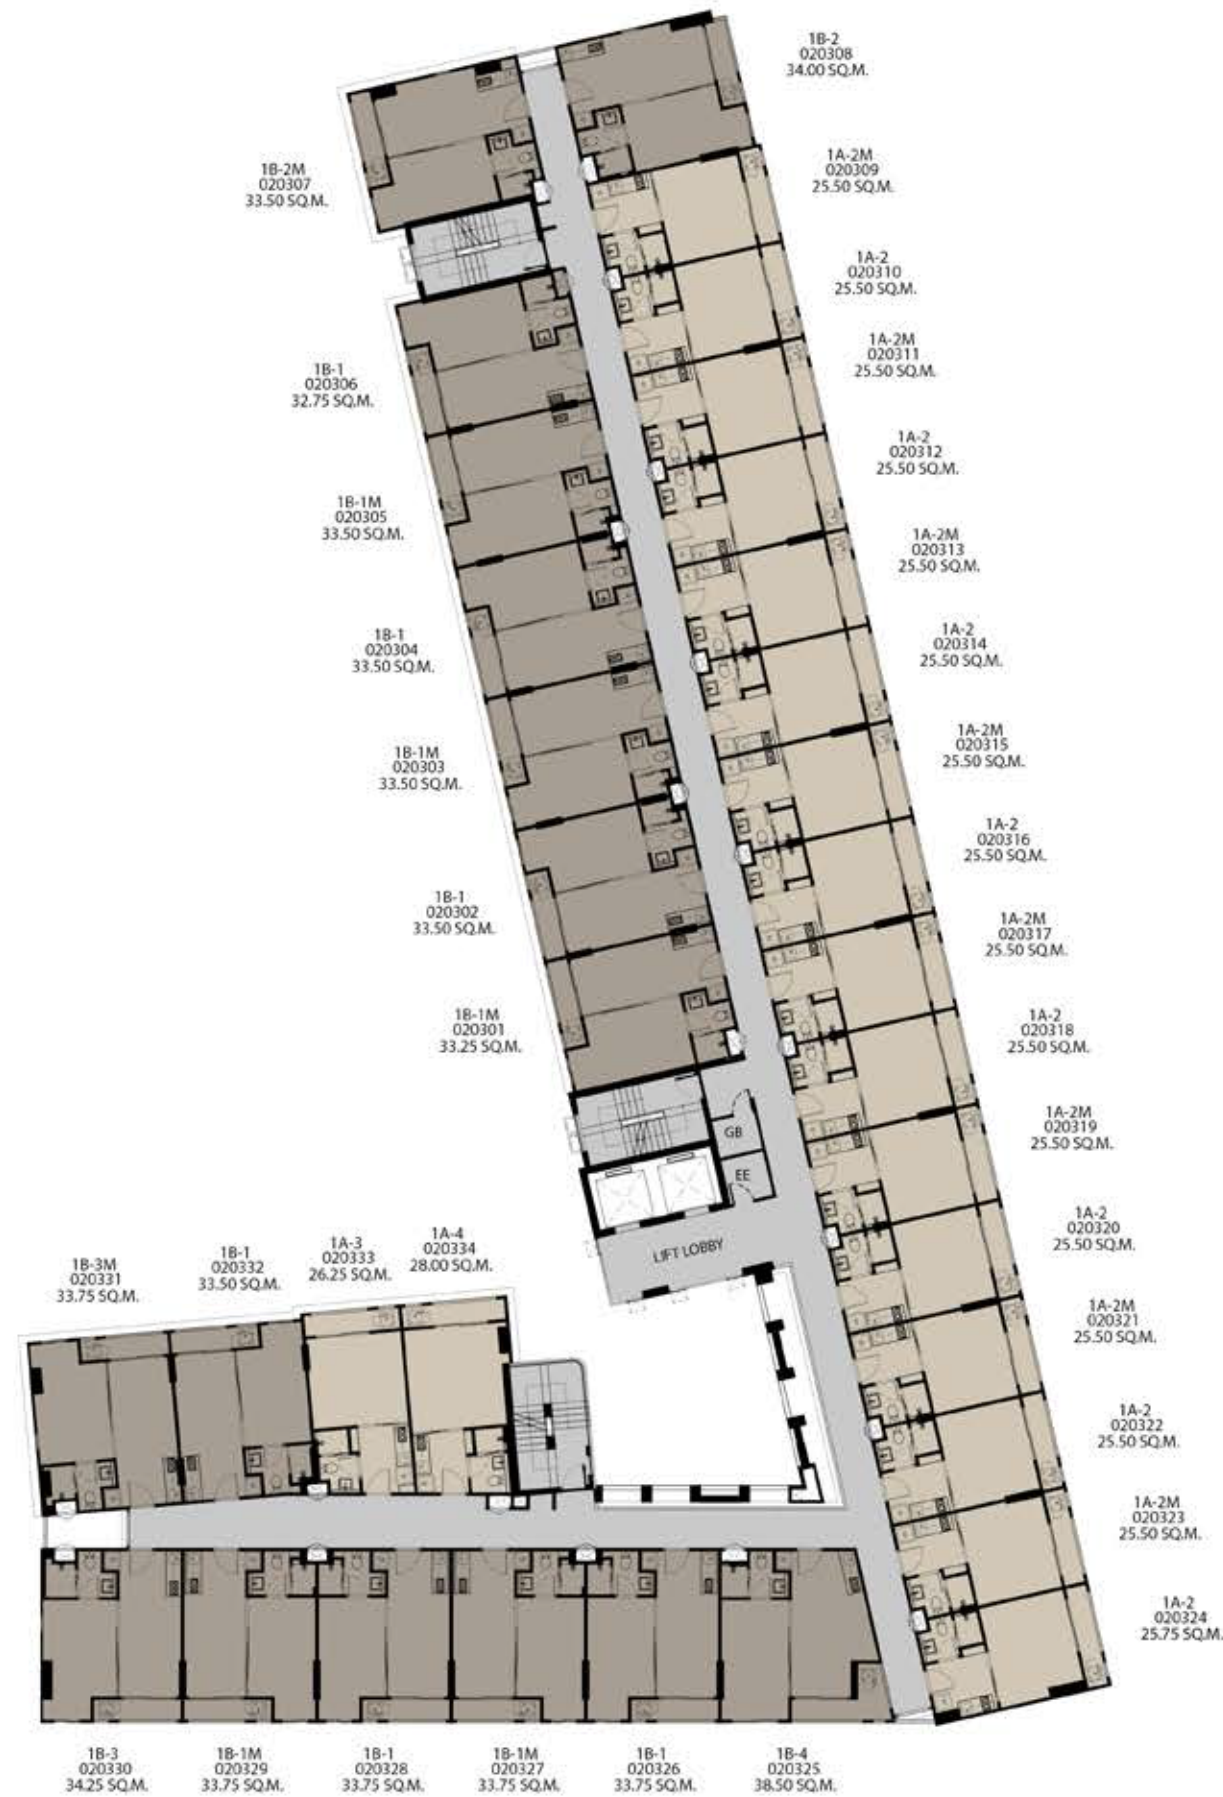 1B-2
020308
34.00 SQ.M.
1B-2M
020307
33.50 SQ.M.
1A-2M
020309
25.50 SQ.M.
1A-2
020310
25.50 SQ.M.
1A-2M
020311
25.50 SQ.M.
1B-1
020306
32.75 SQ.M.
1A-2
020312
25.50 SQ.M.
1B-1M
020305
33.50 SQ.M.
1A-2M
020313
25.50 SQ.M.
1B-1
020304
33.50 SQ.M.
1A-2
020314
25.50 SQ.M.
1B-1M
020303
33.50 SQ.M.
1A-2M
020315
25.50 SQ.M.
1A-2
020316
25.50 SQ.M.
1B-1
020302
33.50 SQ.M.
1A-2M
020317
25.50 SQ.M.
1B-1M
020301
33.25 SQ.M.
1A-2
020318
25.50 SQ.M.
1A-2M
020319
25.50 SQ.M.
GB
EE
LIFT LOBBY
1A-2
020320
25.50 SQ.M.
1B-3M
020331
33.75 SQ.M.
1B-1
020332
33.50 SQ.M.
1A-3
020333
26.25 SQ.M.
1A-4
020334
28.00 SQ.M.
1A-2M
020321
25.50 SQ.M.
1A-2
020322
25.50 SQ.M.
1A-2M
020323
25.50 SQ.M.
1A-2
020324
25.75 SQ.M.
1B-3
020330
34.25 SQ.M.
1B-1M
020329
33.75 SQ.M.
1B-1
020328
33.75 SQ.M.
1B-1M
020327
33.75 SQ.M.
1B-1
020326
33.75 SQ.M.
1B-4
020325
38.50 SQ.M.